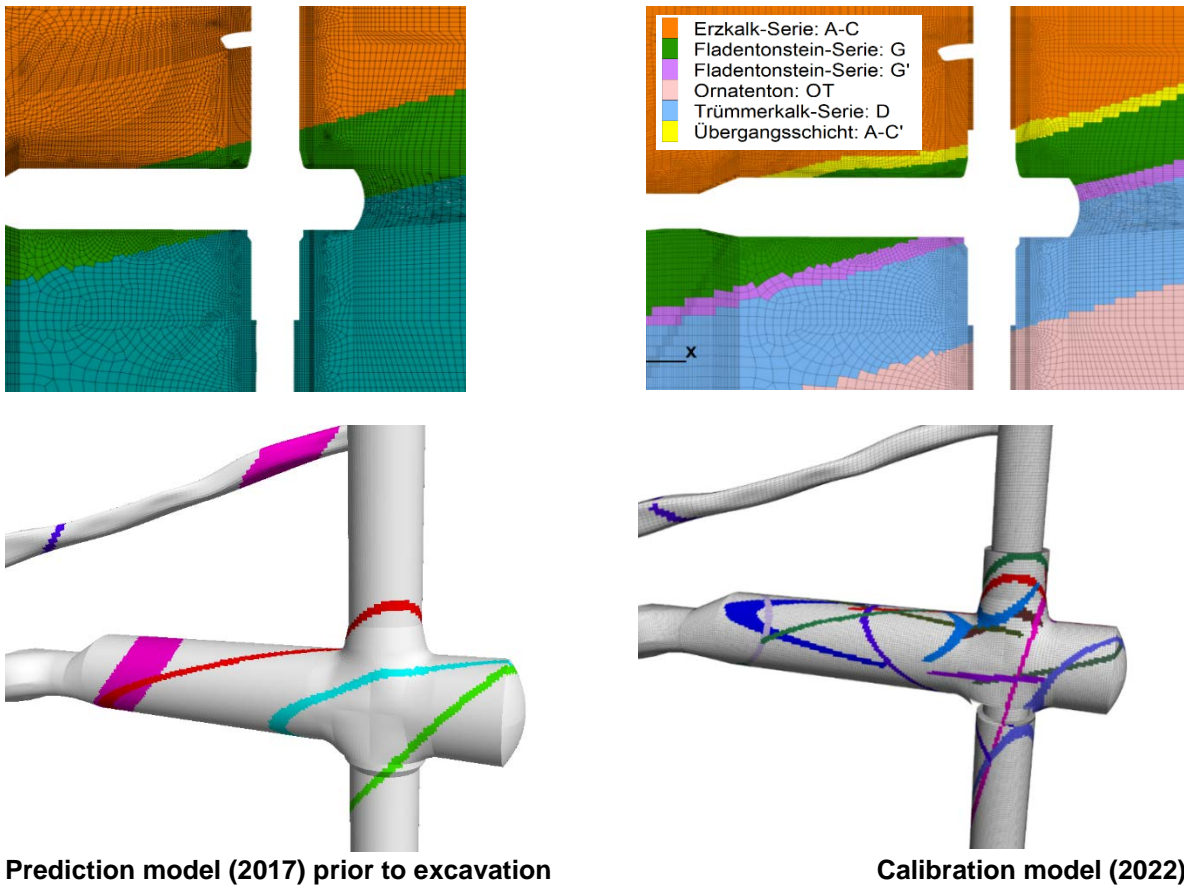 Erzkalk-Serie: A-C
Fladentonstein-Serie: G
Fladentonstein-Serie: G'
Ornatenton: OT
Trümmerkalk-Serie: D
Übergangsschicht: A-C'
x
Prediction model (2017) prior to excavation
Calibration model (2022)